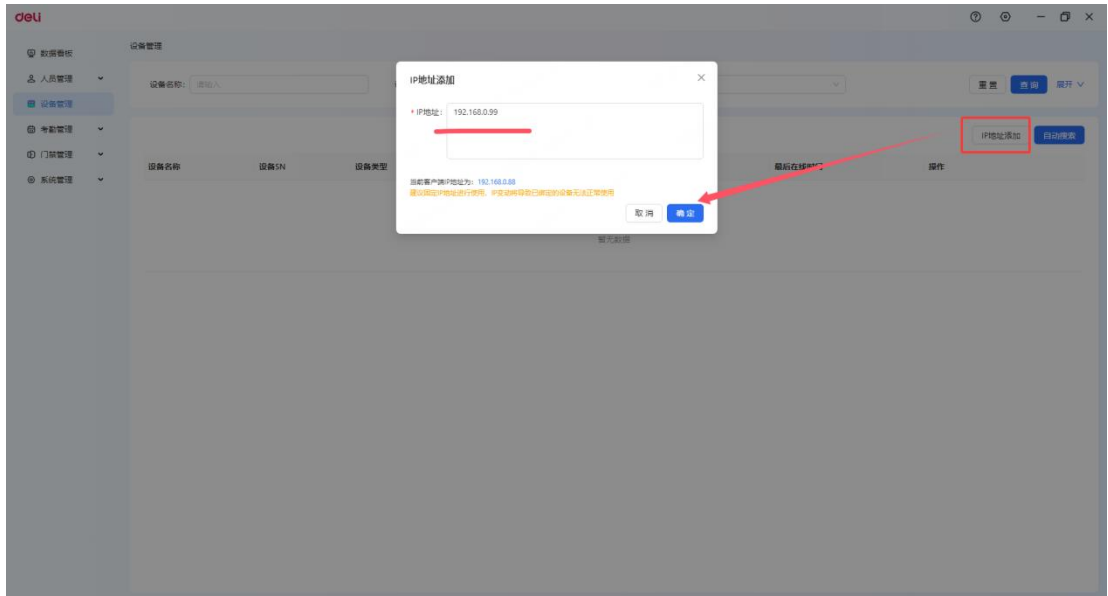 deli
数据看板
人员管理
设备管理
考勤管理
门禁管理
系统管理
设备管理
设备名称: 请输入
重置 查询 展开
IP地址添加 自动搜索
设备名称 设备SN 设备类型 最后在线时间 操作
暂无数据
IP地址添加
* IP地址: 192.168.0.99
当前客户端IP地址为: 192.168.0.88
建议固定IP地址进行使用, IP变动将导致已绑定的设备无法正常使用
取消 确定